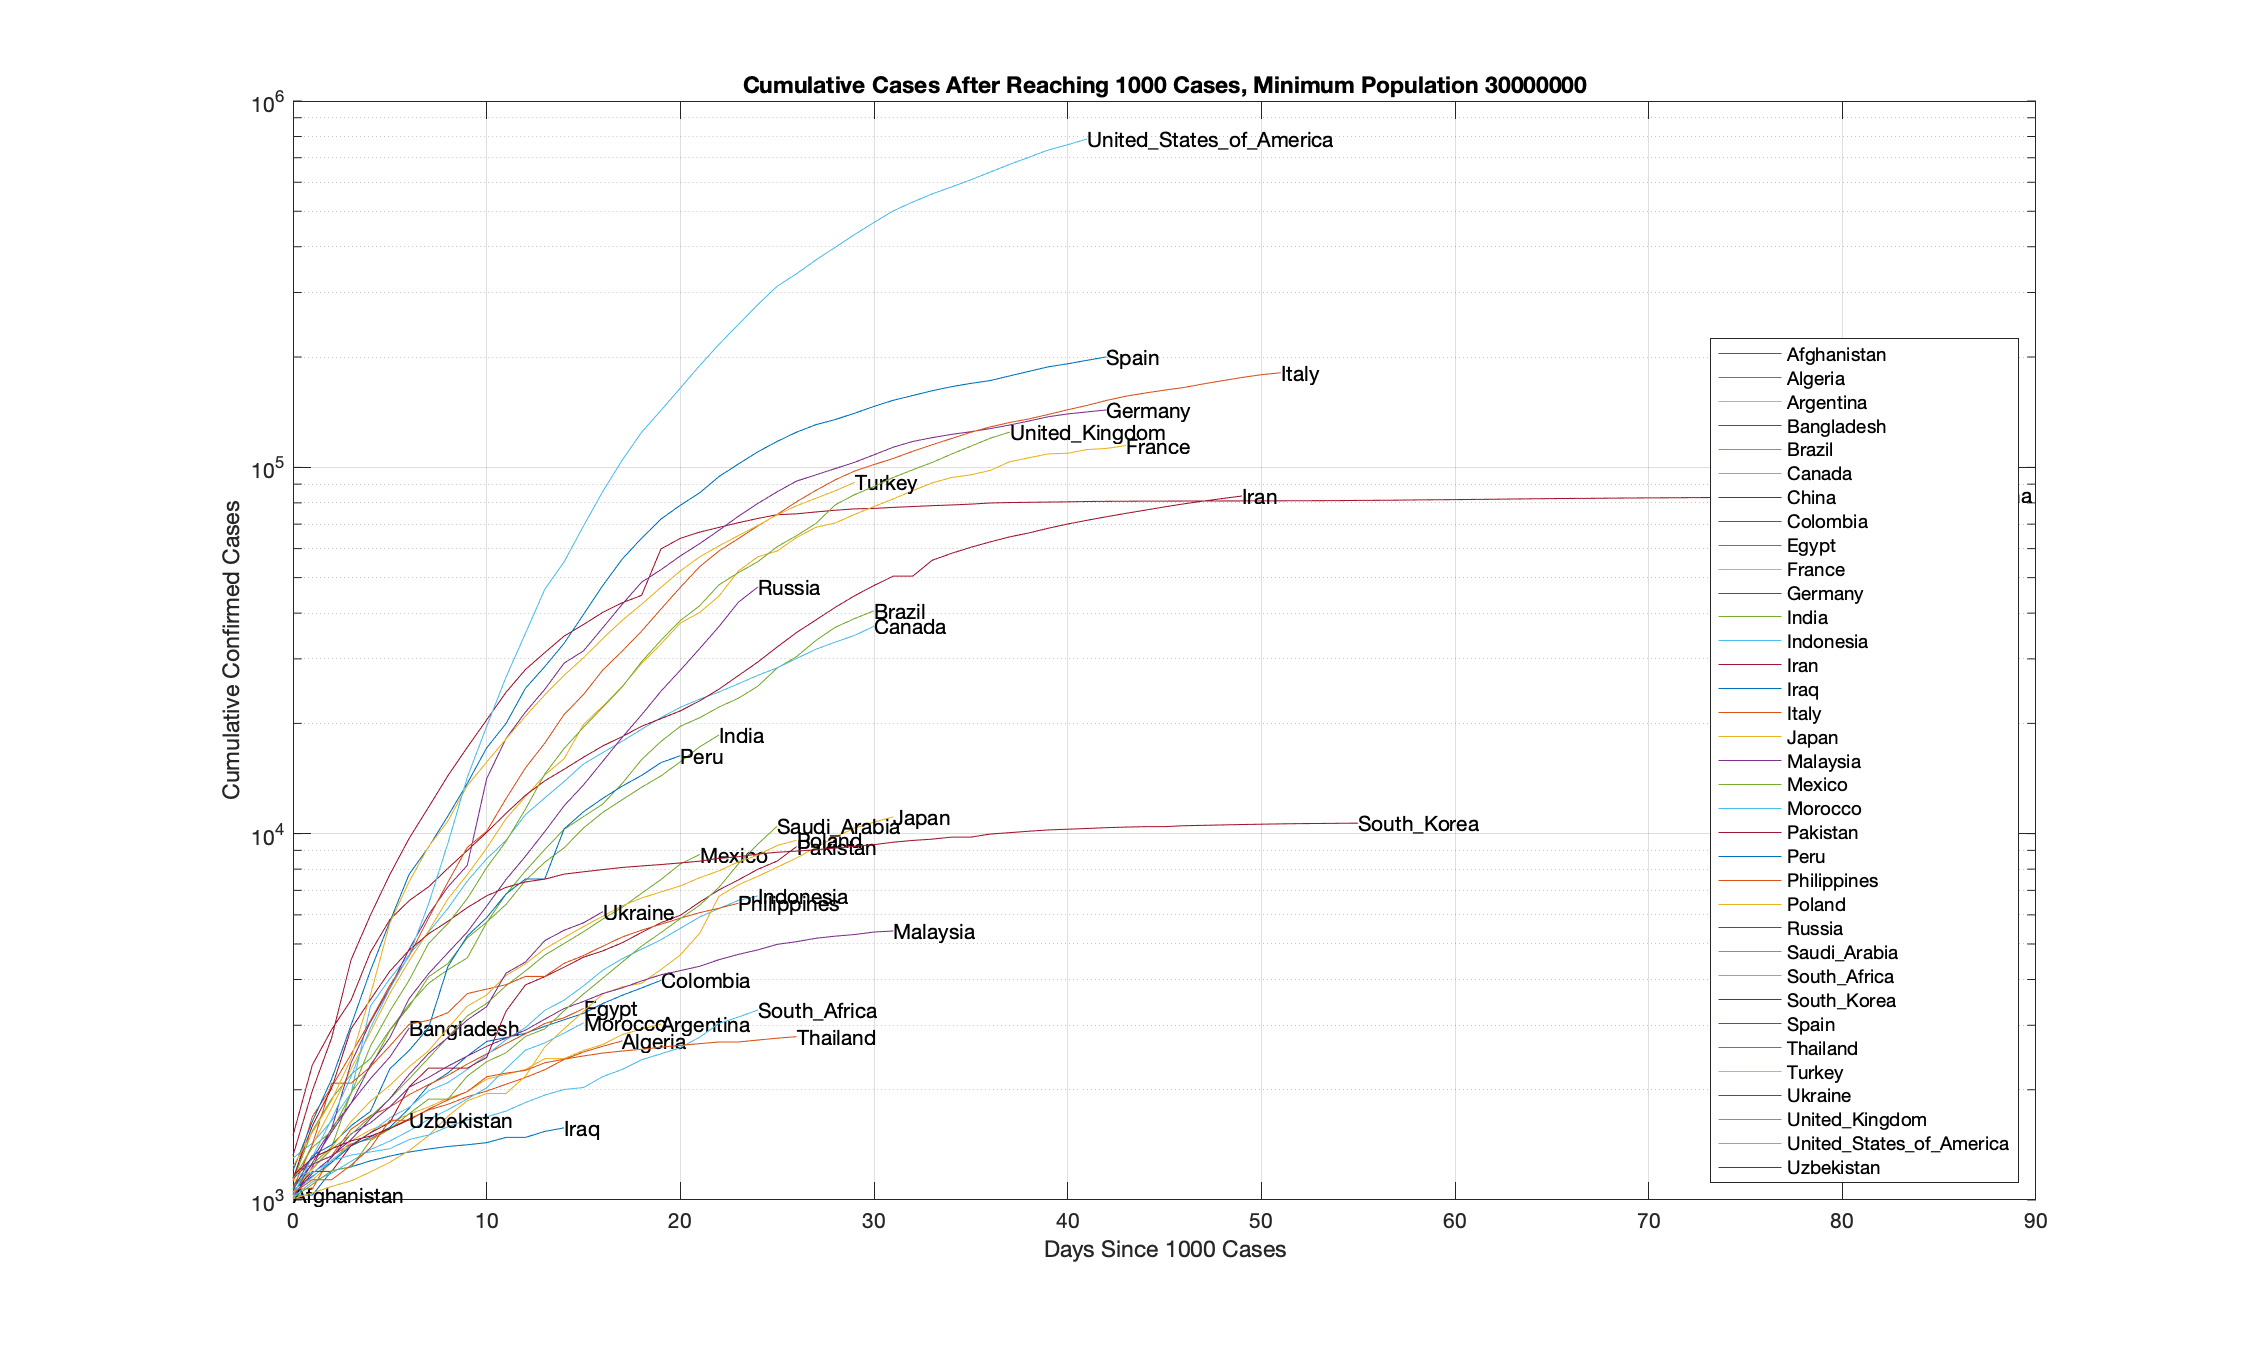 Cumulative Cases After Reaching 1000 Cases, Minimum Population 30000000
10^6
10^5
10^4
10^3
Cumulative Confirmed Cases
United_States_of_America
Spain
Italy
Germany
United_Kingdom
France
Turkey
Iran
a
Russia
Brazil
Canada
India
Peru
Japan
South_Korea
Saudi_Arabia
Poland
Pakistan
Mexico
Indonesia
Philippines
Ukraine
Malaysia
Colombia
Egypt
South_Africa
Morocco
Argentina
Bangladesh
Algeria
Thailand
Uzbekistan
Iraq
Afghanistan
0 10 20 30 40 50 60 70 80 90
Days Since 1000 Cases
Afghanistan
Algeria
Argentina
Bangladesh
Brazil
Canada
China
Colombia
Egypt
France
Germany
India
Indonesia
Iran
Iraq
Italy
Japan
Malaysia
Mexico
Morocco
Pakistan
Peru
Philippines
Poland
Russia
Saudi_Arabia
South_Africa
South_Korea
Spain
Thailand
Turkey
Ukraine
United_Kingdom
United_States_of_America
Uzbekistan